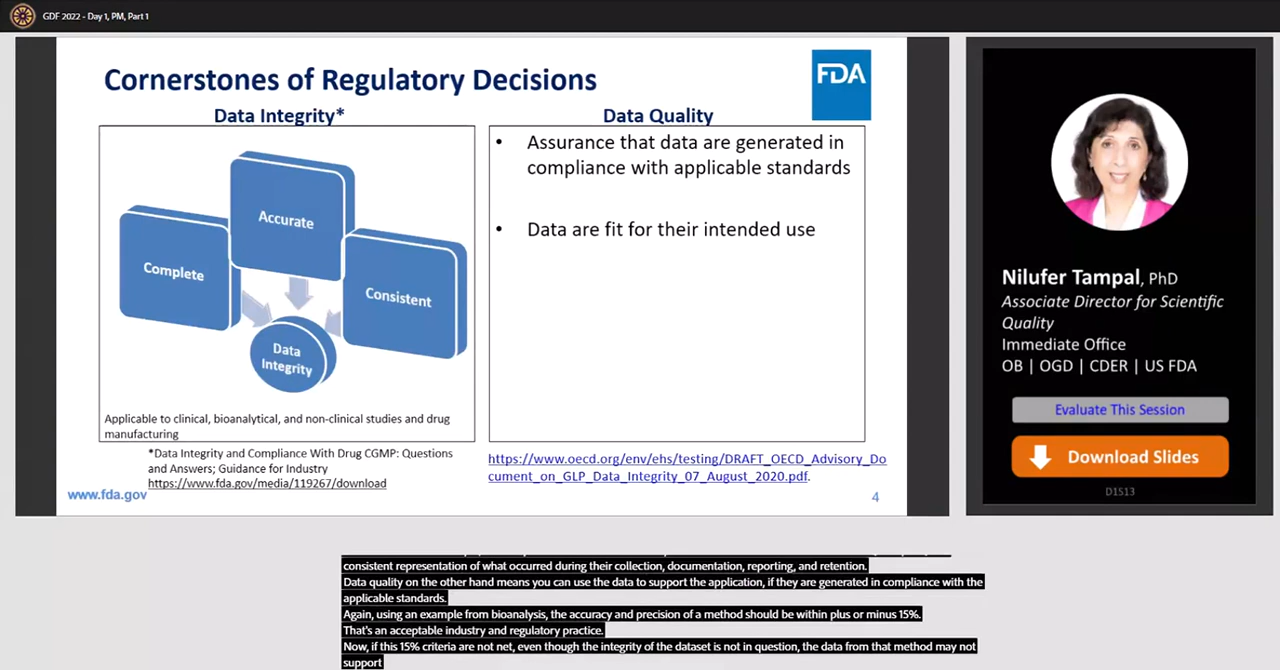 GDF 2022 - Day 1, PM, Part 1
Cornerstones of Regulatory Decisions
FDA
Data Integrity*
Data Quality
Accurate
Complete
Consistent
Data
Integrity
Applicable to clinical, bioanalytical, and non-clinical studies and drug
manufacturing
• Assurance that data are generated in
compliance with applicable standards
• Data are fit for their intended use
*Data Integrity and Compliance With Drug CGMP: Questions
and Answers; Guidance for Industry
https://www.fda.gov/media/119267/download
https://www.oecd.org/env/ehs/testing/DRAFT_OECD_Advisory_Do
cument_on_GLP_Data_Integrity_07_August_2020.pdf.
www.fda.gov
4
Nilufer Tampal, PhD
Associate Director for Scientific
Quality
Immediate Office
OB | OGD | CDER | US FDA
Evaluate This Session
Download Slides
D1S13
consistent representation of what occurred during their collection, documentation, reporting, and retention.
Data quality on the other hand means you can use the data to support the application, if they are generated in compliance with the
applicable standards.
Again, using an example from bioanalysis, the accuracy and precision of a method should be within plus or minus 15%.
That's an acceptable industry and regulatory practice.
Now, if this 15% criteria are not net, even though the integrity of the dataset is not in question, the data from that method may not
support